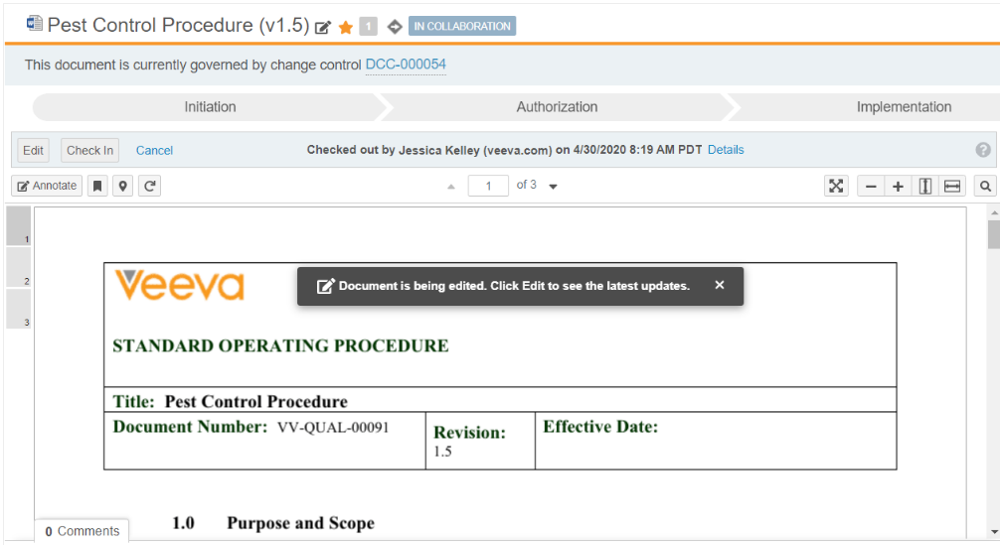 Pest Control Procedure (v1.5) 1 IN COLLABORATION
This document is currently governed by change control DCC-000054
Initiation Authorization Implementation
Edit Check In Cancel Checked out by Jessica Kelley (veeva.com) on 4/30/2020 8:19 AM PDT Details ?
Annotate 1 of 3
1
2
3
Veeva
Document is being edited. Click Edit to see the latest updates. ×
STANDARD OPERATING PROCEDURE
Title: Pest Control Procedure
Document Number: VV-QUAL-00091
Revision:
1.5
Effective Date:
1.0 Purpose and Scope
0 Comments